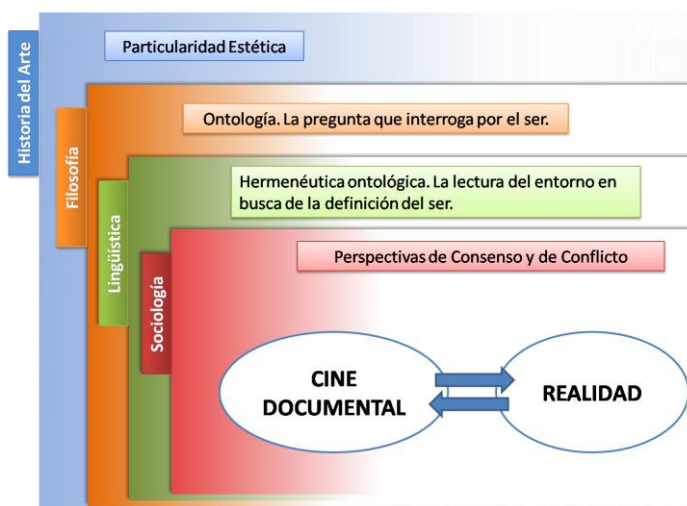 Historia del Arte
Particularidad Estética
Filosofía
Ontología. La pregunta que interroga por el ser.
Lingüística
Hermenéutica ontológica. La lectura del entorno en
busca de la definición del ser.
Sociología
Perspectivas de Consenso y de Conflicto
CINE
DOCUMENTAL
REALIDAD